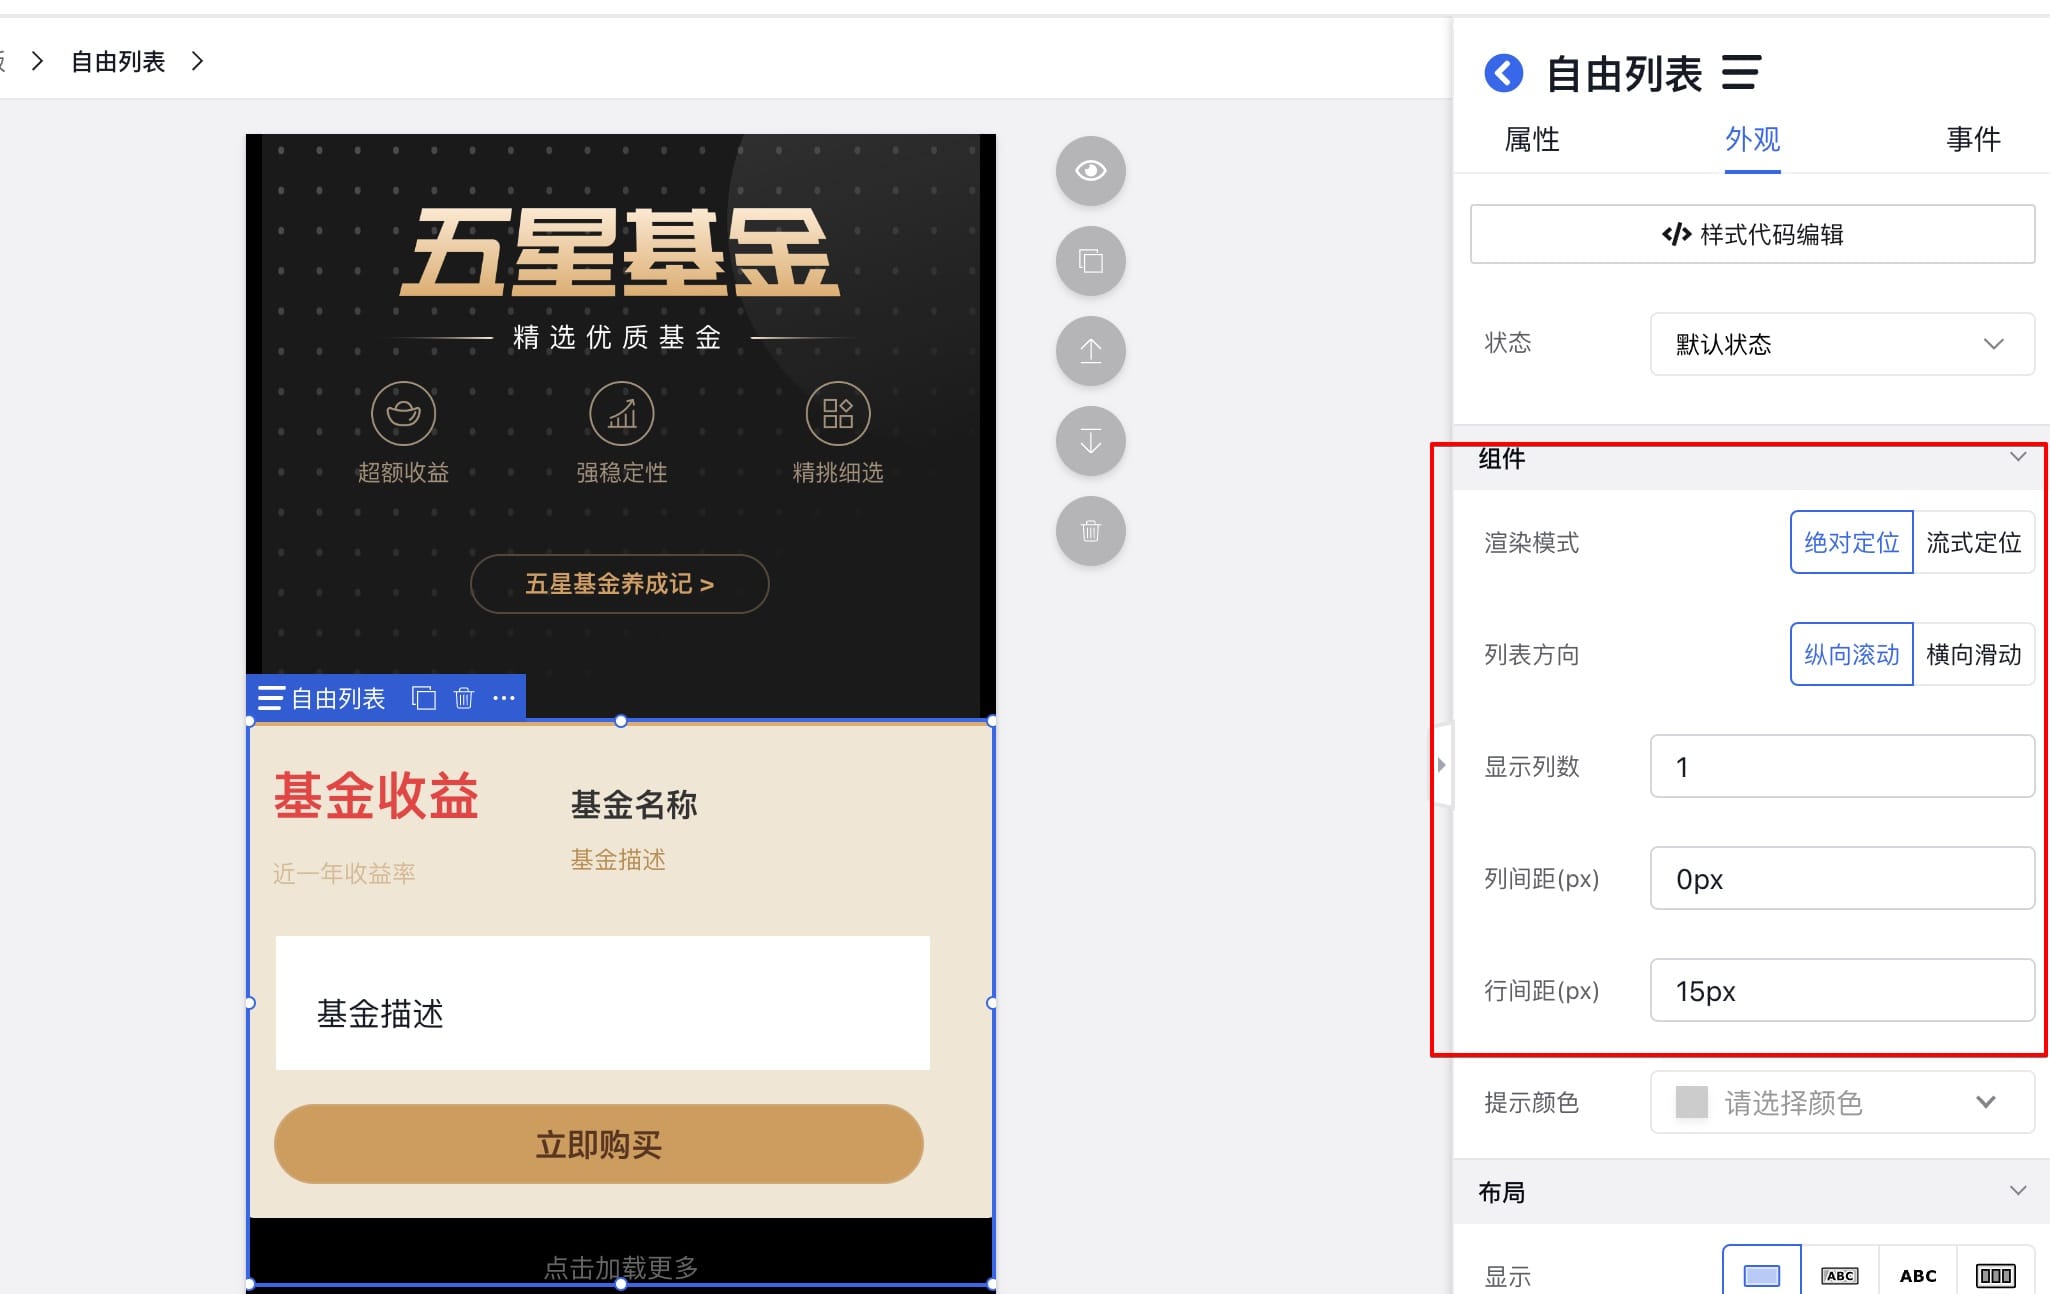 自由列表
五星基金
精选优质基金
超额收益
强稳定性
精挑细选
五星基金养成记 >
自由列表
基金收益
基金名称
近一年收益率
基金描述
基金描述
立即购买
点击加载更多
自由列表
属性
外观
事件
</> 样式代码编辑
状态
默认状态
组件
渲染模式
绝对定位
流式定位
列表方向
纵向滚动
横向滑动
显示列数
1
列间距(px)
0px
行间距(px)
15px
提示颜色
请选择颜色
布局
显示
ABC
ABC